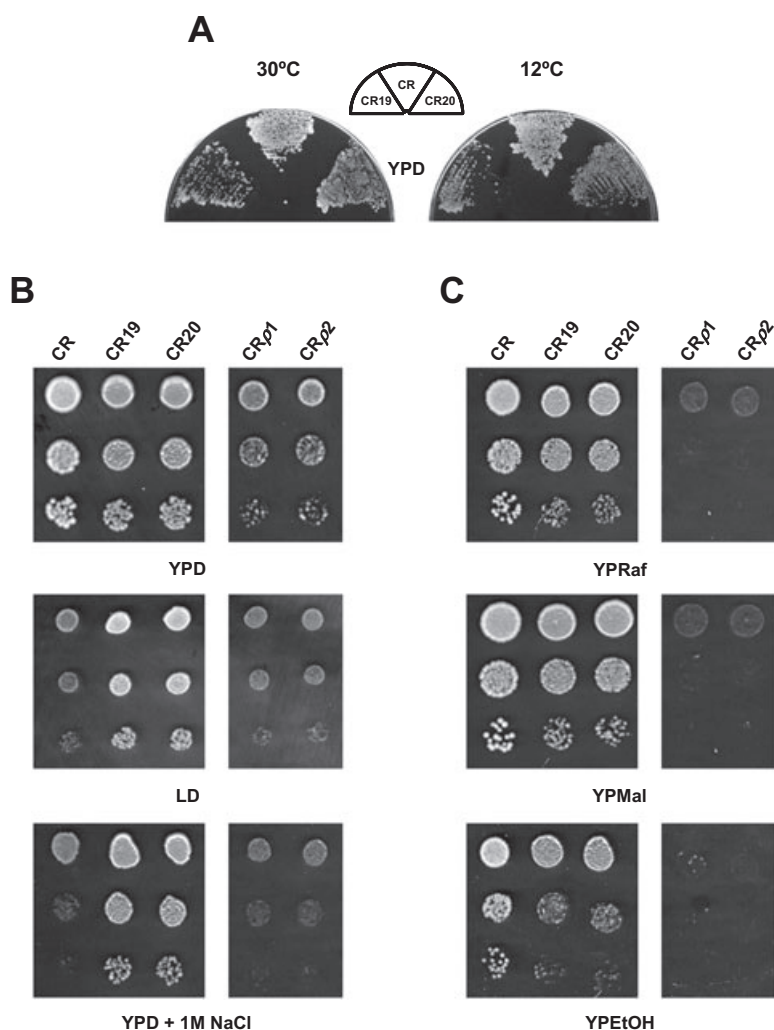 A
30ºC
12ºC
CR
CR19
CR20
YPD
B
C
CR
CR19
CR20
CRρ1
CRρ2
CR
CR19
CR20
CRρ1
CRρ2
YPD
YPRaf
LD
YPMal
YPD + 1M NaCl
YPEtOH